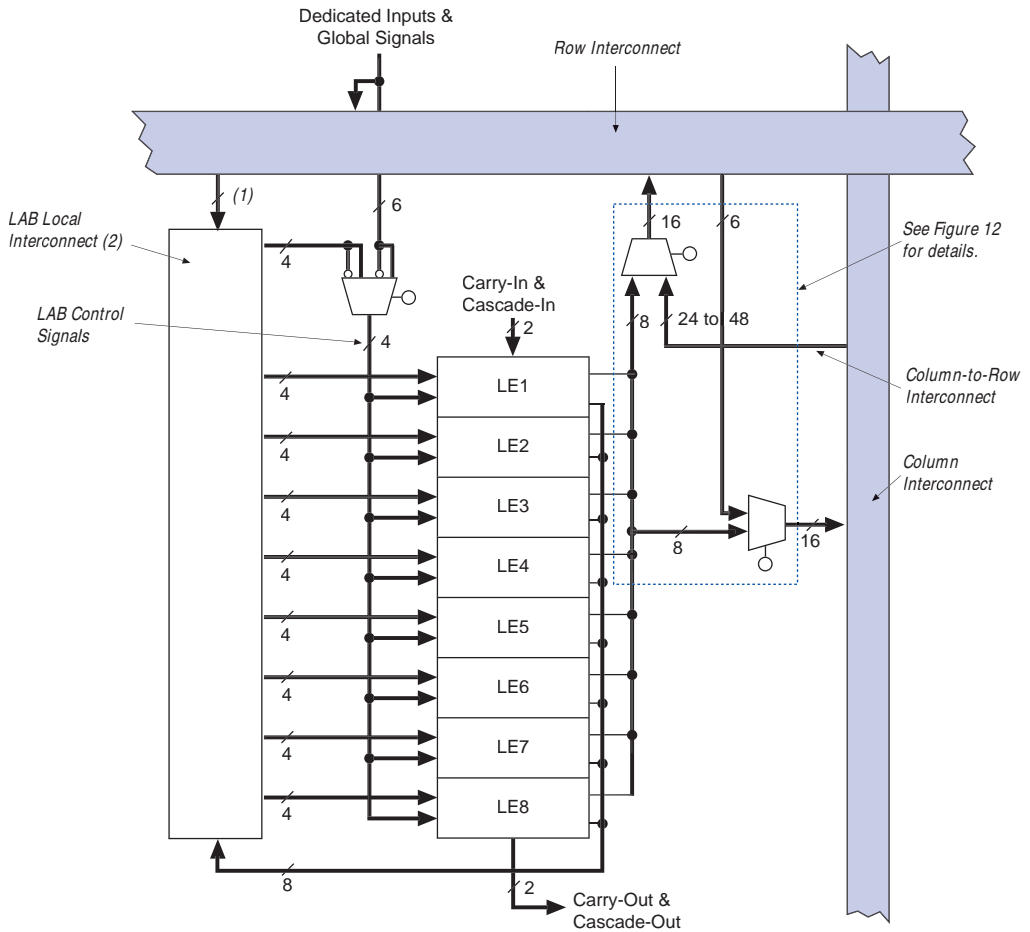 Dedicated Inputs &
Global Signals
Row Interconnect
(1)
6
16
6
LAB Local
Interconnect (2)
See Figure 12
for details.
4
Carry-In &
Cascade-In
LAB Control
Signals
4
2
8
24 to 48
Column-to-Row
Interconnect
LE1
4
LE2
4
Column
Interconnect
LE3
4
8
16
LE4
4
LE5
4
LE6
4
LE7
4
LE8
4
8
2
Carry-Out &
Cascade-Out